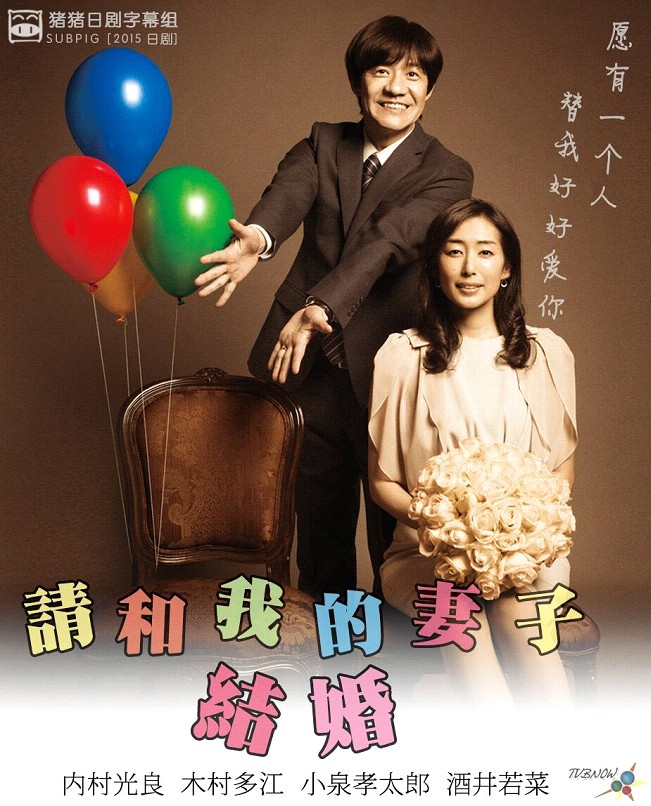 猪猪日剧字幕组
SUBPIG [2015 日剧]
愿有一个人
替我好好爱你
請和我的妻子
結婚
内村光良 木村多江 小泉孝太郎 酒井若菜
TVBNOW